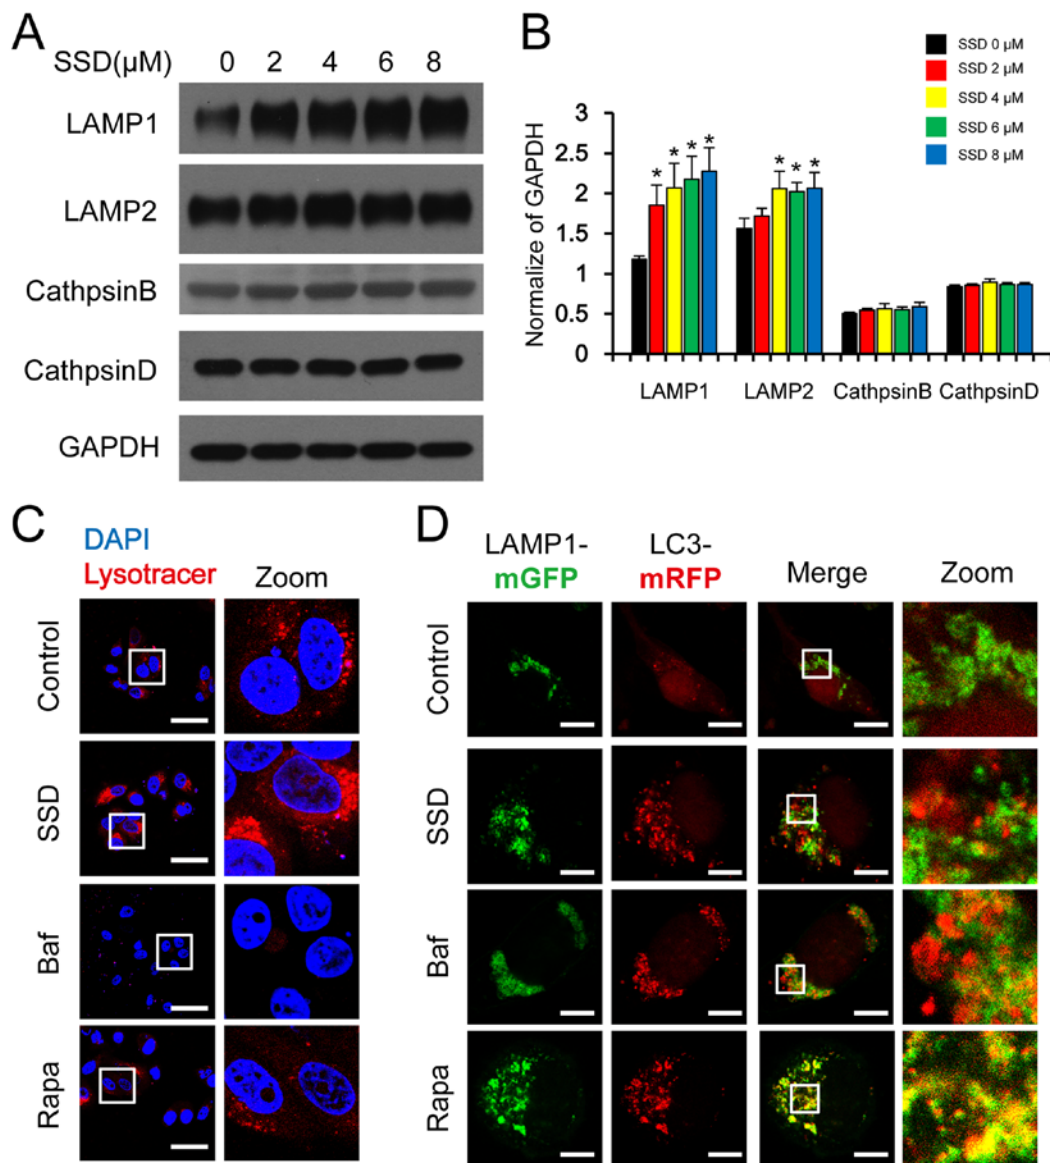 A
SSD(μM) 0 2 4 6 8
LAMP1
LAMP2
CathpsinB
CathpsinD
GAPDH
B
SSD 0 μM
SSD 2 μM
SSD 4 μM
SSD 6 μM
SSD 8 μM
Normalize of GAPDH
3
2.5
2
1.5
1
0.5
0
* * * *
* * *
LAMP1 LAMP2 CathpsinB CathpsinD
C
DAPI
Lysotracer Zoom
Control
SSD
Baf
Rapa
D
LAMP1- LC3-
mGFP mRFP Merge Zoom
Control
SSD
Baf
Rapa